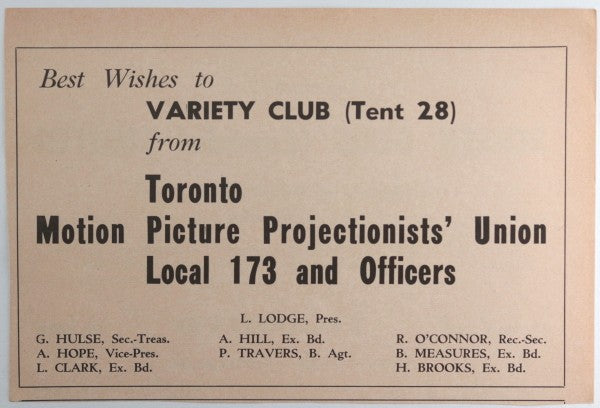 Best Wishes to
VARIETY CLUB (Tent 28)
from
Toronto
Motion Picture Projectionists' Union
Local 173 and Officers
L. LODGE, Pres.
G. HULSE, Sec.-Treas. A. HILL, Ex. Bd. R. O'CONNOR, Rec.-Sec.
A. HOPE, Vice-Pres. P. TRAVERS, B. Agt. B. MEASURES, Ex. Bd.
L. CLARK, Ex. Bd. H. BROOKS, Ex. Bd.